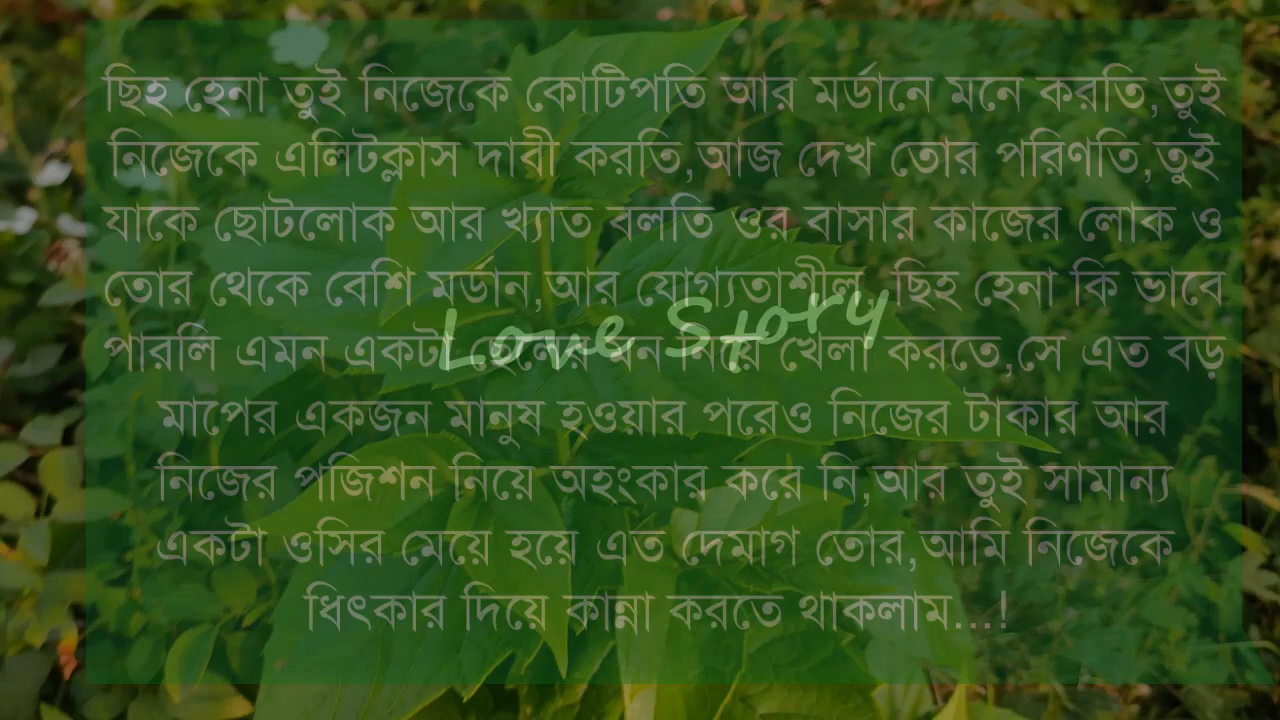 ছিহ হেনা তুই নিজেকে কোটিপতি আর মর্ডানে মনে করতি,তুই
নিজেকে এলিটক্লাস দাবী করতি,আজ দেখ তোর পরিণতি,তুই
যাকে ছোটলোক আর খ্যাত বলতি ওর বাসার কাজের লোক ও
তোর থেকে বেশি মডান,আর যোগ্যতাশীল ছিহ হেনা কি ভাবে
পারলি এমন একটা নিয়ে খেলা করতে,সে এত বড়
Love Story
মাপের একজন মানুষ হওয়ার পরেও নিজের টাকার আর
নিজের পজিশন নিয়ে অহংকার করে নি,আর তুই সামান্য
একটা ওসির মেয়ে হয়ে এত দেমাগ তোর,আমি নিজেকে
ধিৎকার দিয়ে কান্না করতে থাকলাম...!